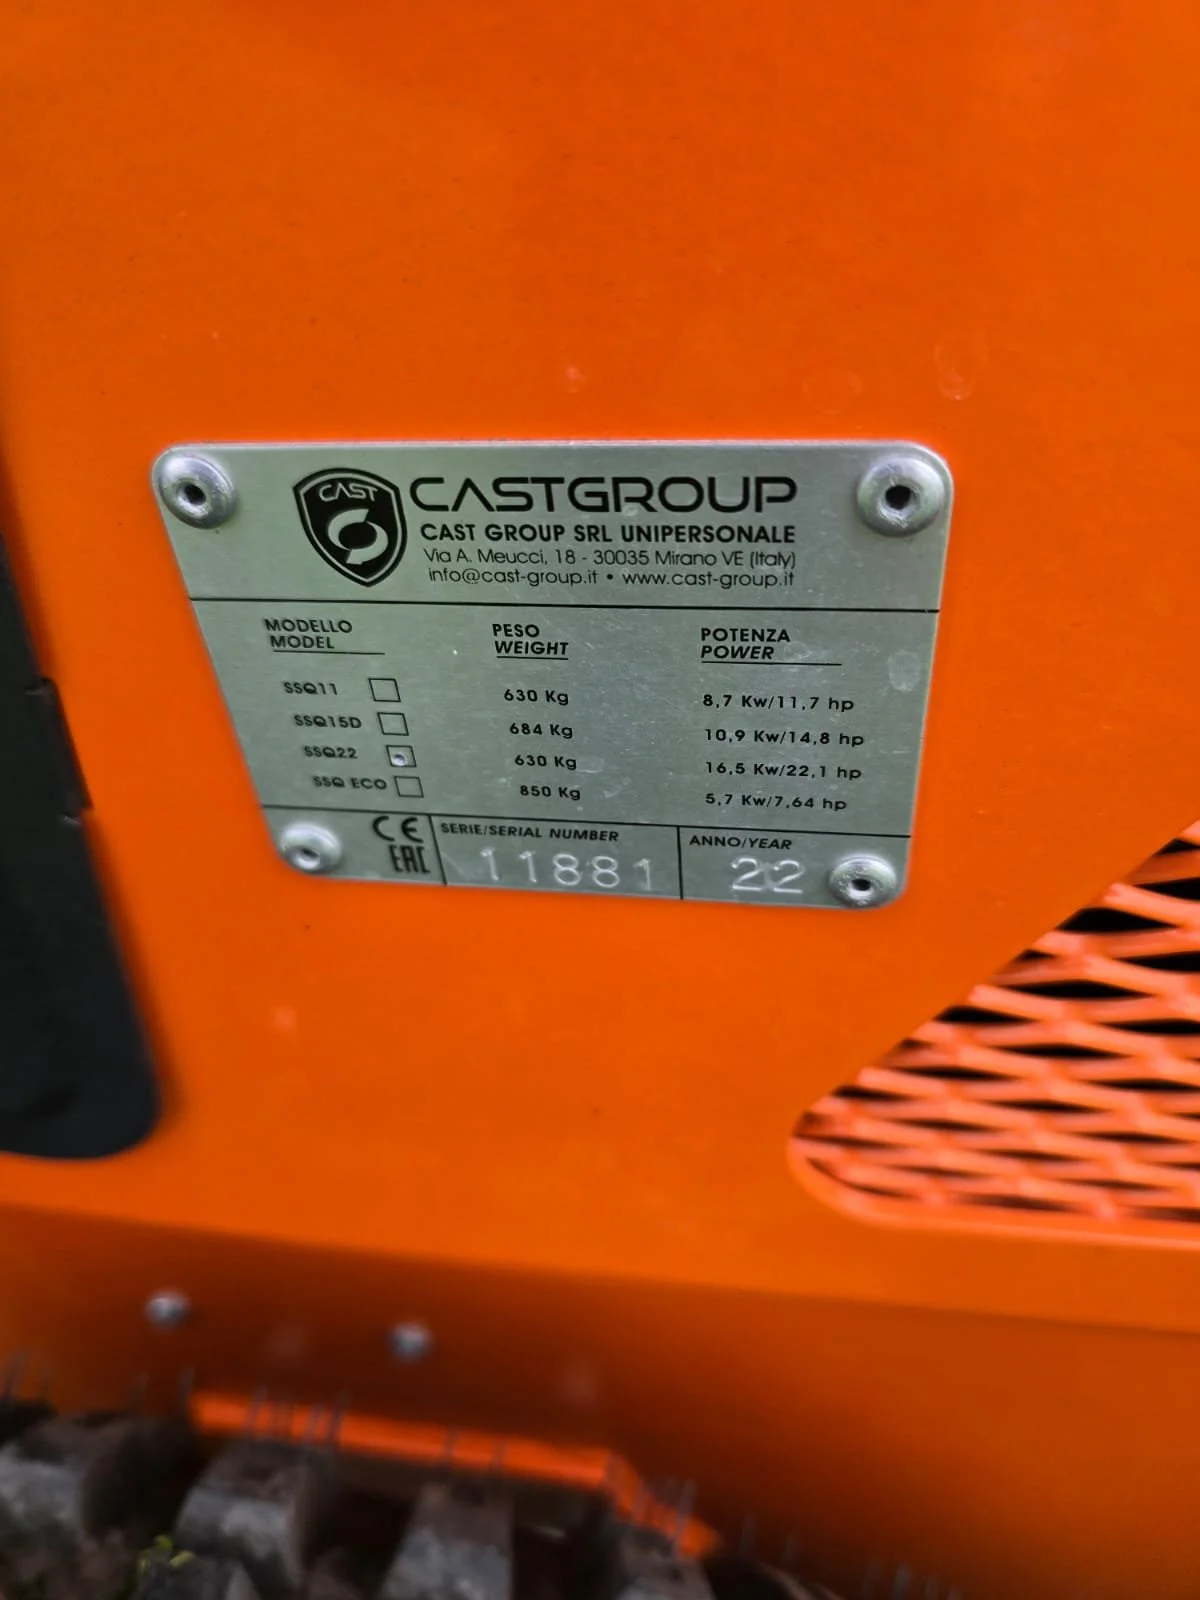 CAST
CASTGROUP
CAST GROUP SRL UNIPERSONALE
Via A. Meucci, 18 - 30035 Mirano VE (Italy)
info@cast-group.it • www.cast-group.it
MODELLO PESO POTENZA
MODEL WEIGHT POWER
SSQ11 630 Kg 8,7 Kw/11,7 hp
SSQ15D 684 Kg 10,9 Kw/14,8 hp
SSQ22 630 Kg 16,5 Kw/22,1 hp
SSQ ECO 850 Kg 5,7 Kw/7,64 hp
CE SERIE/SERIAL NUMBER ANNO/YEAR
EAC 11881 22